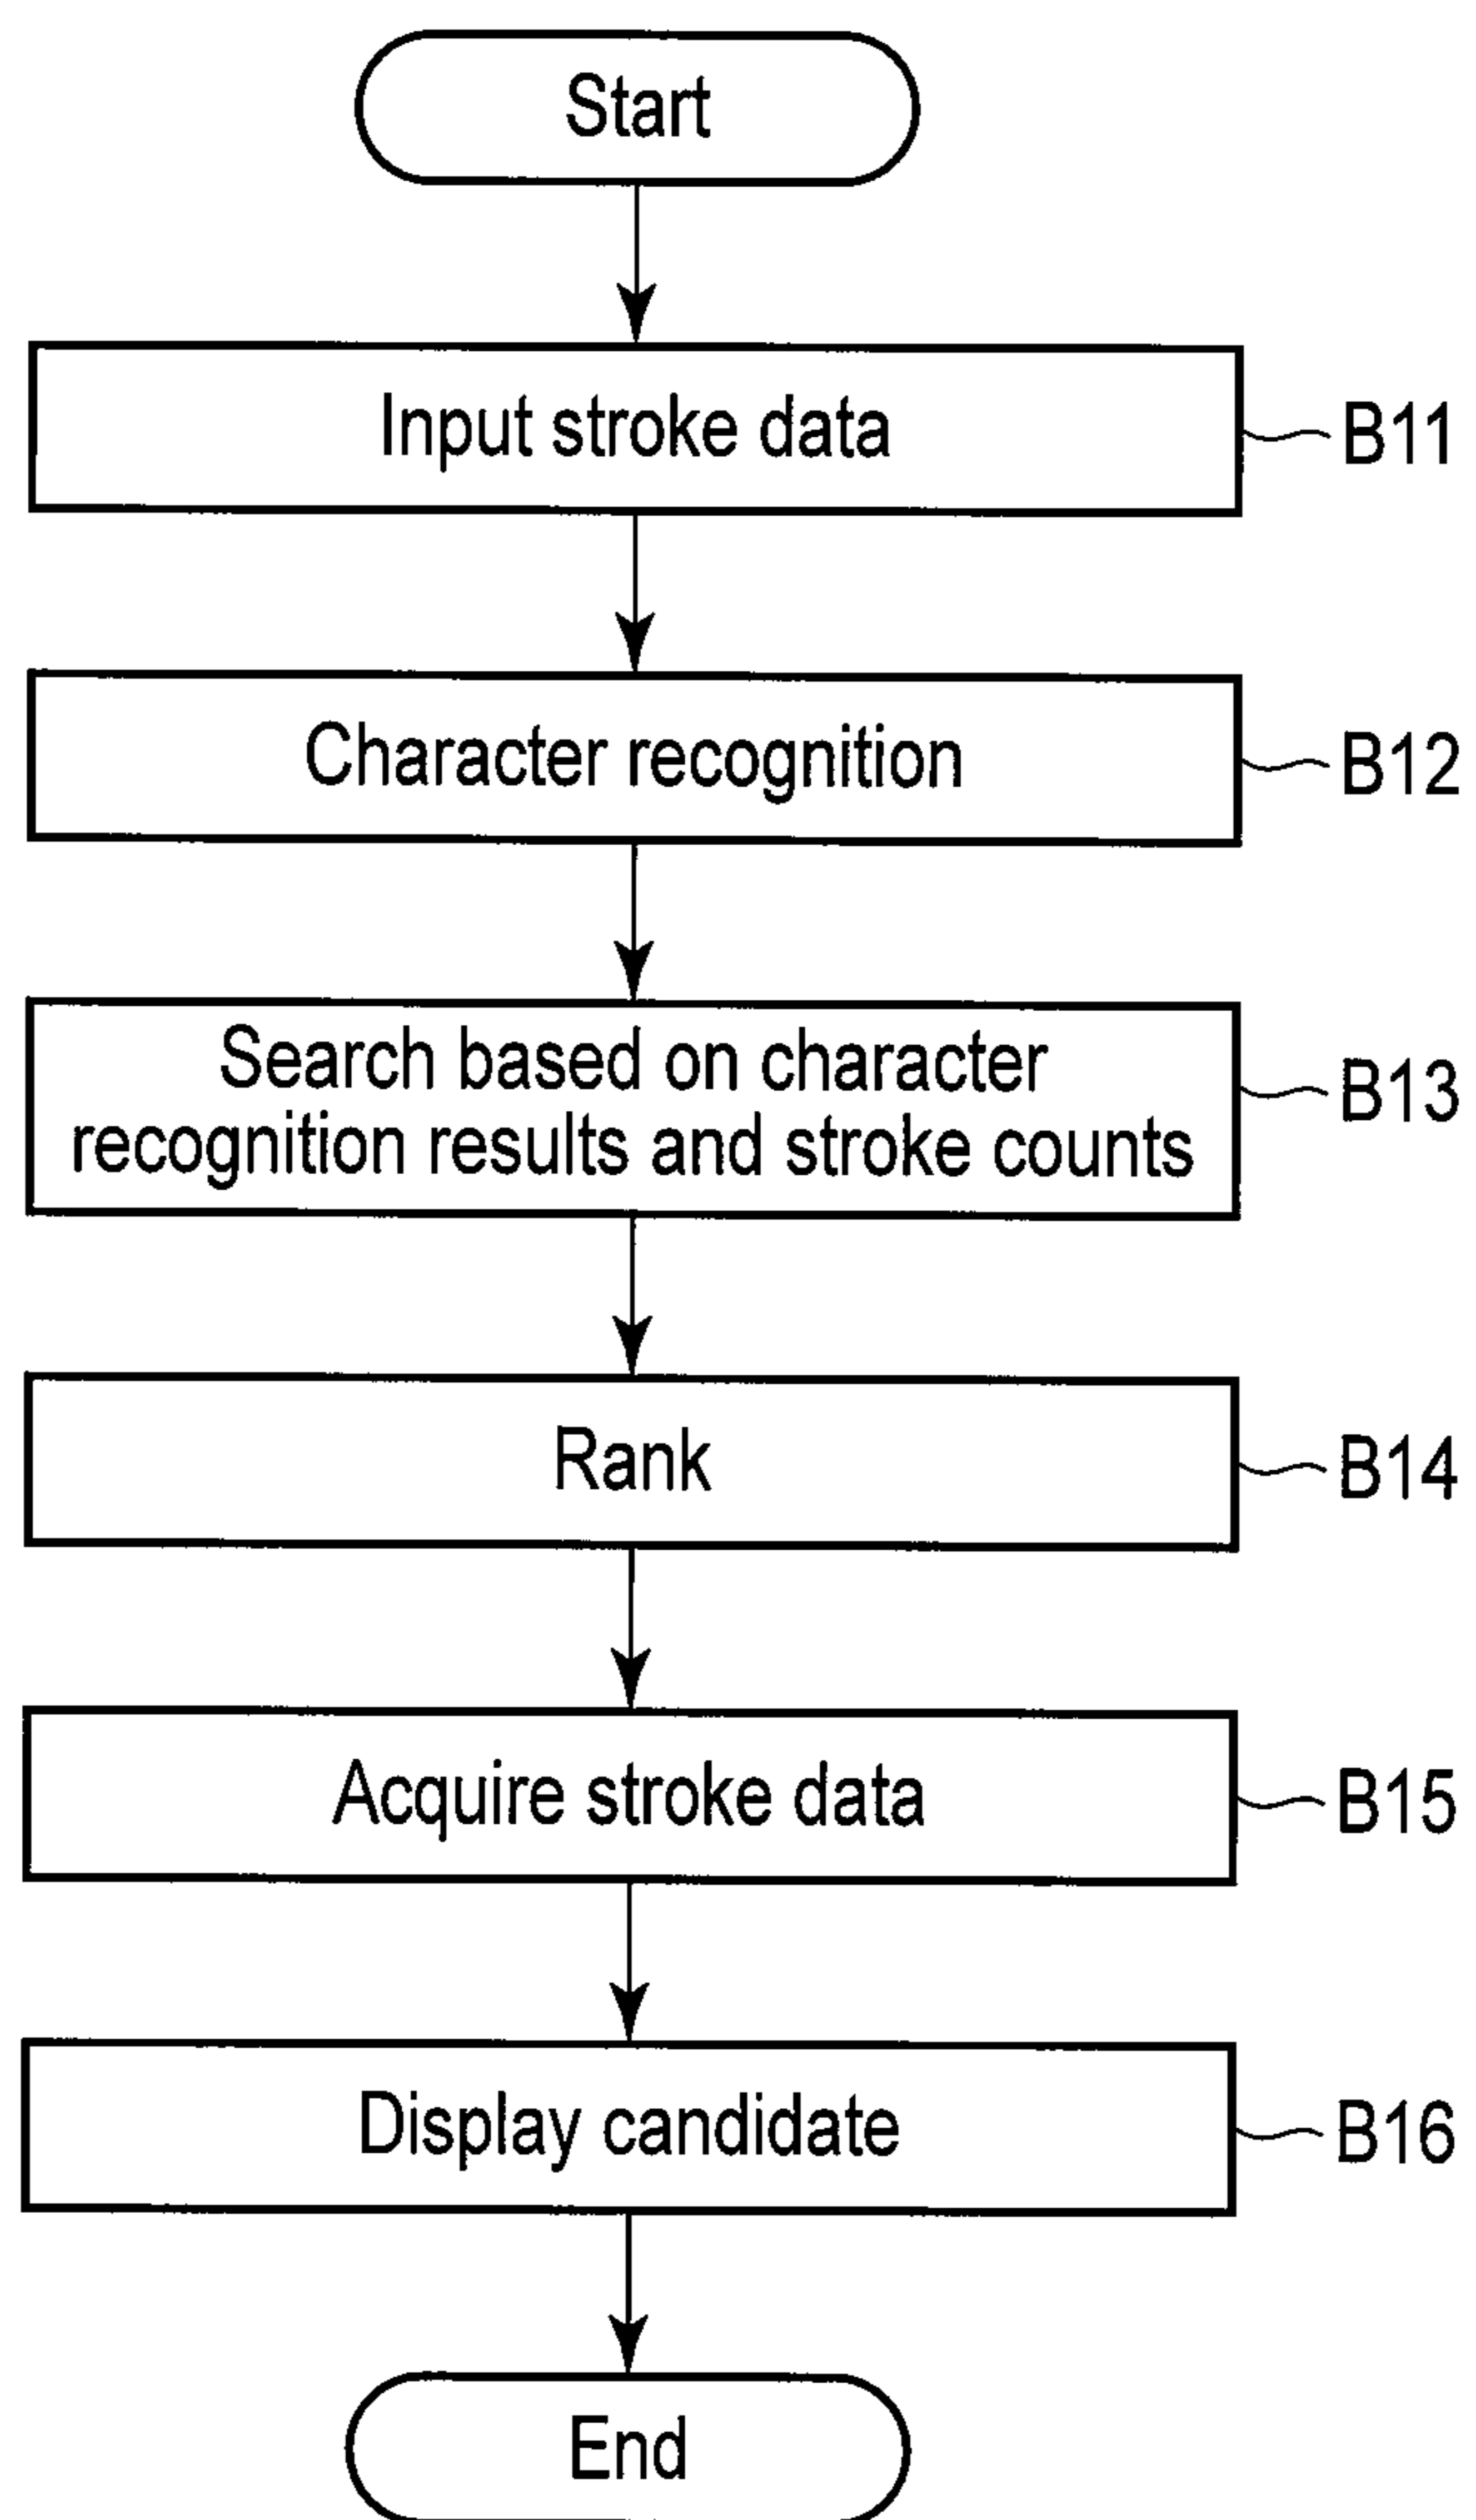 Start
Input stroke data
B11
Character recognition
B12
Search based on character
recognition results and stroke counts
B13
Rank
B14
Acquire stroke data
B15
Display candidate
B16
End